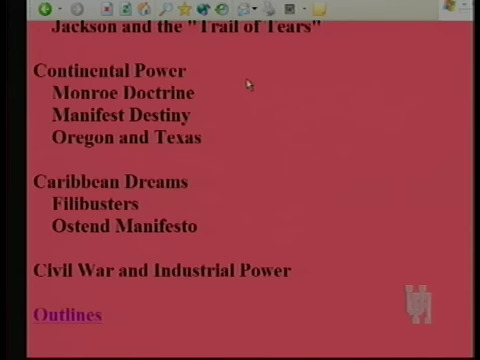 Jackson and the "Trail of Tears"
Continental Power
Monroe Doctrine
Manifest Destiny
Oregon and Texas
Caribbean Dreams
Filibusters
Ostend Manifesto
Civil War and Industrial Power
Outlines